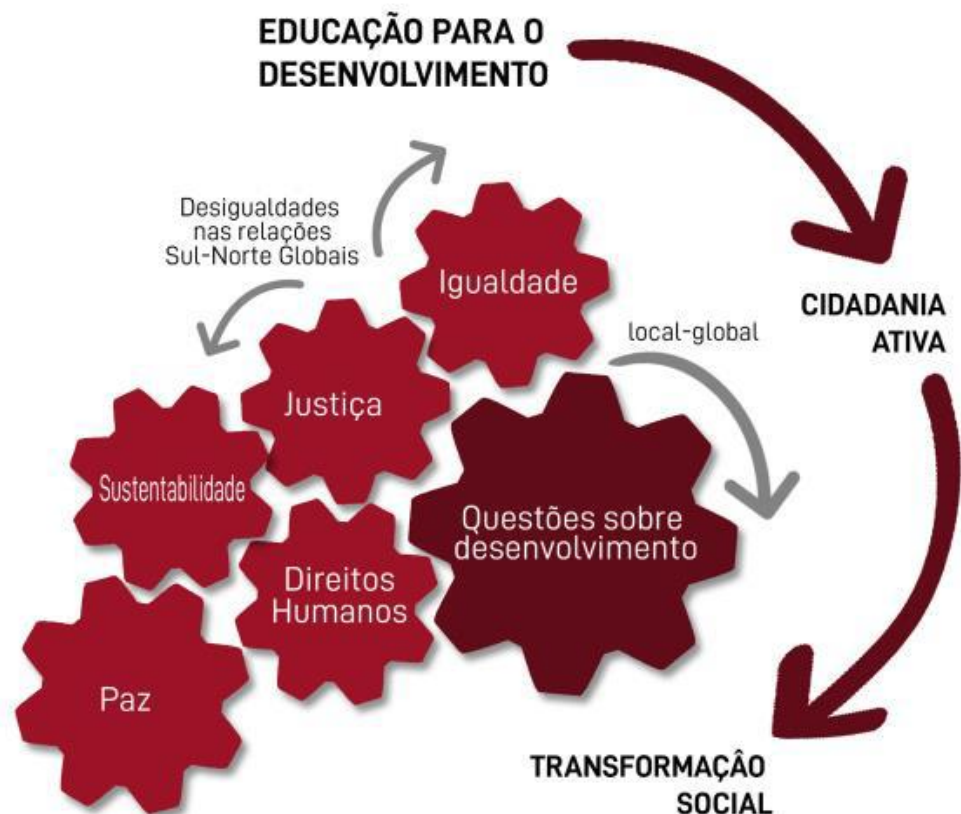 EDUCAÇÃO PARA O
DESENVOLVIMENTO
Desigualdades
nas relações
Sul-Norte Globais
Igualdade
local-global
CIDADANIA
ATIVA
Justiça
Sustentabilidade
Questões sobre
desenvolvimento
Direitos
Humanos
Paz
TRANSFORMAÇÂO
SOCIAL